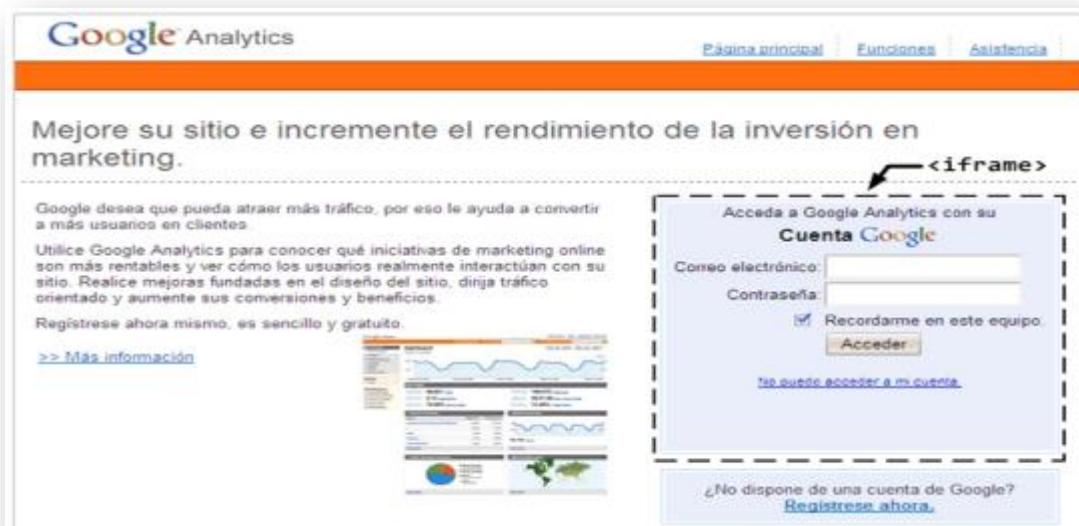 Google Analytics
Página principal Funciones Asistencia
Mejore su sitio e incremente el rendimiento de la inversión en
marketing.
<iframe>
Google desea que pueda atraer más tráfico, por eso le ayuda a convertir
a más usuarios en clientes.
Utilice Google Analytics para conocer qué iniciativas de marketing online
son más rentables y ver cómo los usuarios realmente interactúan con su
sitio. Realice mejoras fundadas en el diseño del sitio, dirija tráfico
orientado y aumente sus conversiones y beneficios.
Regístrese ahora mismo, es sencillo y gratuito.
>> Más información
Acceda a Google Analytics con su
Cuenta Google
Correo electrónico:
Contraseña:
Recordarme en este equipo.
Acceder
No puedo acceder a mi cuenta.
¿No dispone de una cuenta de Google?
Regístrese ahora.